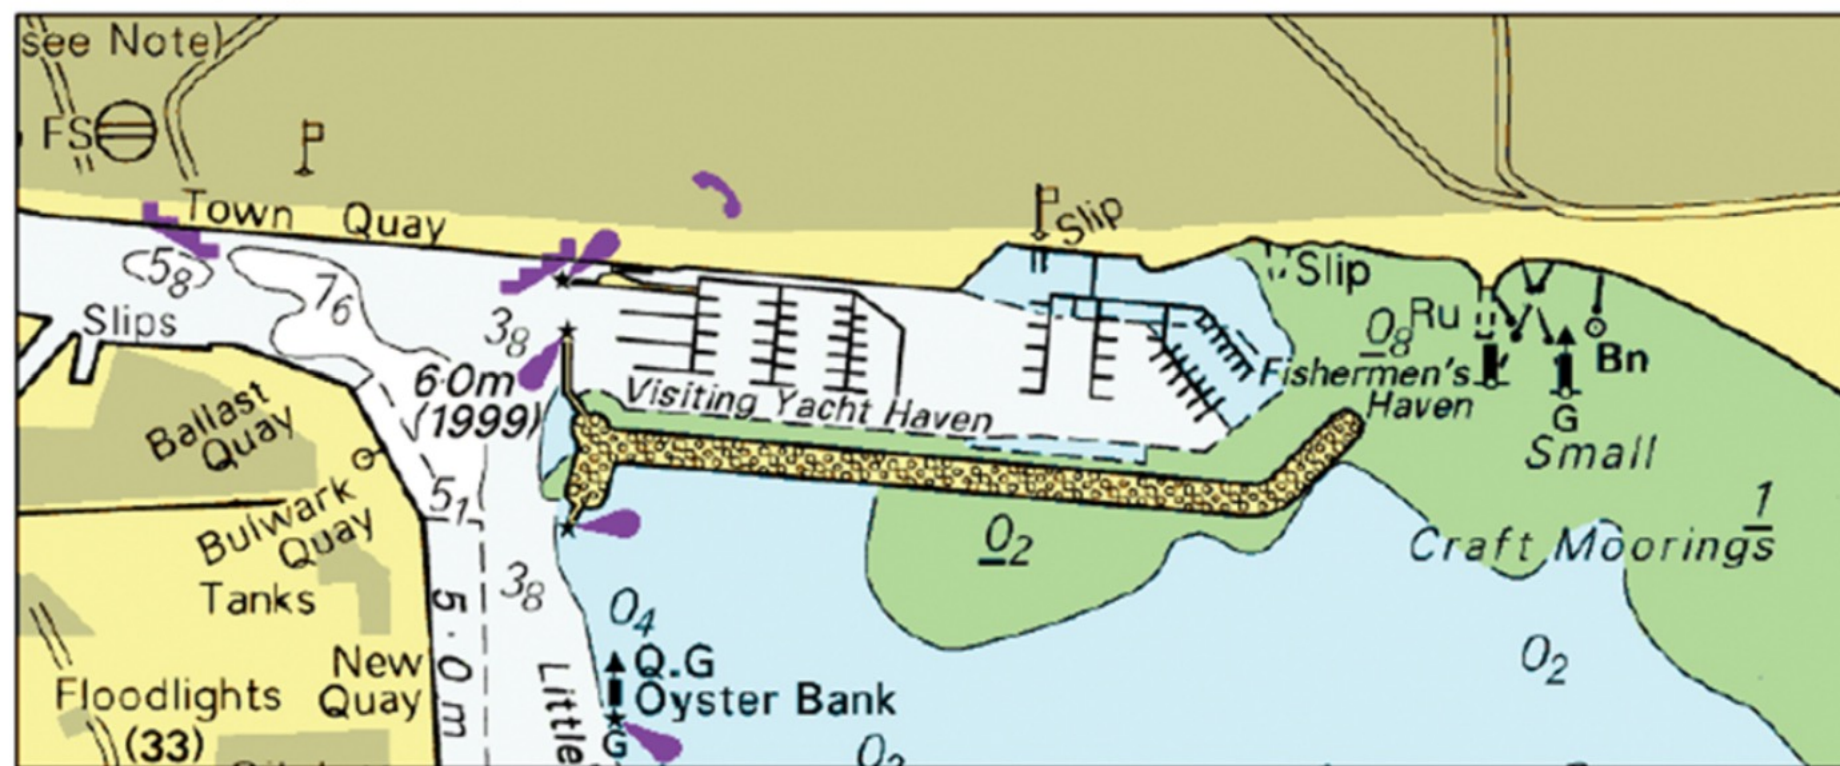 see Note)
FS
Town Quay
Slip
5₈
7₆
Slips
3₈
Slip
0₈
Ru
6·0m
(1999)
Visiting Yacht Haven
Fishermen's
Haven
Bn
G
Small
Ballast
Quay
5₁
Bulwark
Quay
0₂
1
Craft Moorings
Tanks
3₈
0₄
5·0m
0₂
New
Quay
Q.G
Oyster Bank
Floodlights
(33)
G
Little